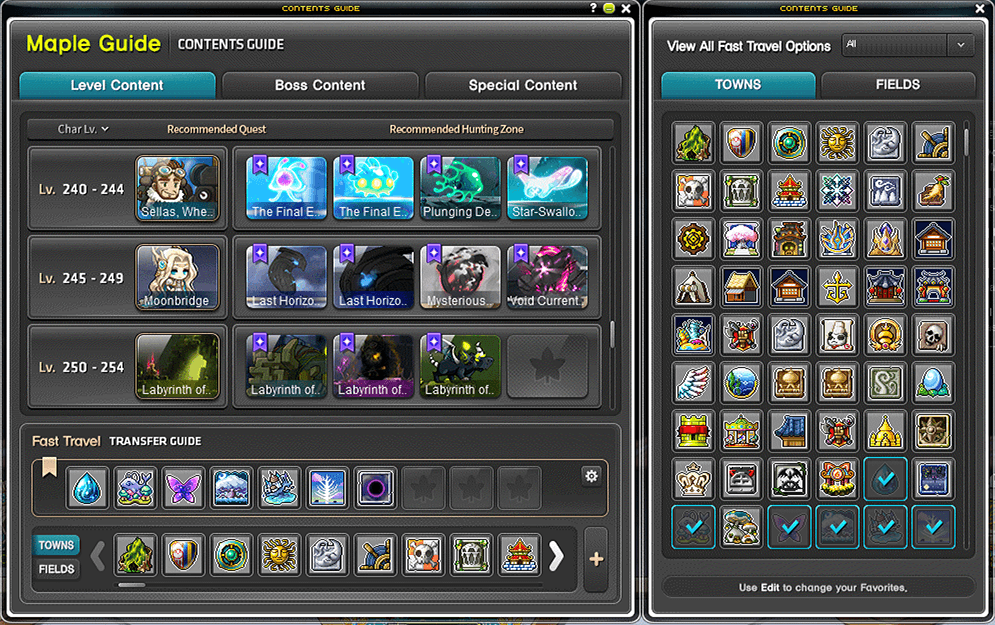 CONTENTS GUIDE
?
Maple Guide CONTENTS GUIDE
Level Content Boss Content Special Content
Char Lv. Recommended Quest Recommended Hunting Zone
Lv. 240 - 244 Sellas, Whe.. The Final E.. The Final E.. Plunging De.. Star-Swallo..
Lv. 245 - 249 Moonbridge Last Horizo.. Last Horizo.. Mysterious.. Void Current..
Lv. 250 - 254 Labyrinth of.. Labyrinth of.. Labyrinth of.. Labyrinth of..
Fast Travel TRANSFER GUIDE
TOWNS
FIELDS
+
CONTENTS GUIDE
View All Fast Travel Options All
TOWNS FIELDS
Use Edit to change your Favorites.